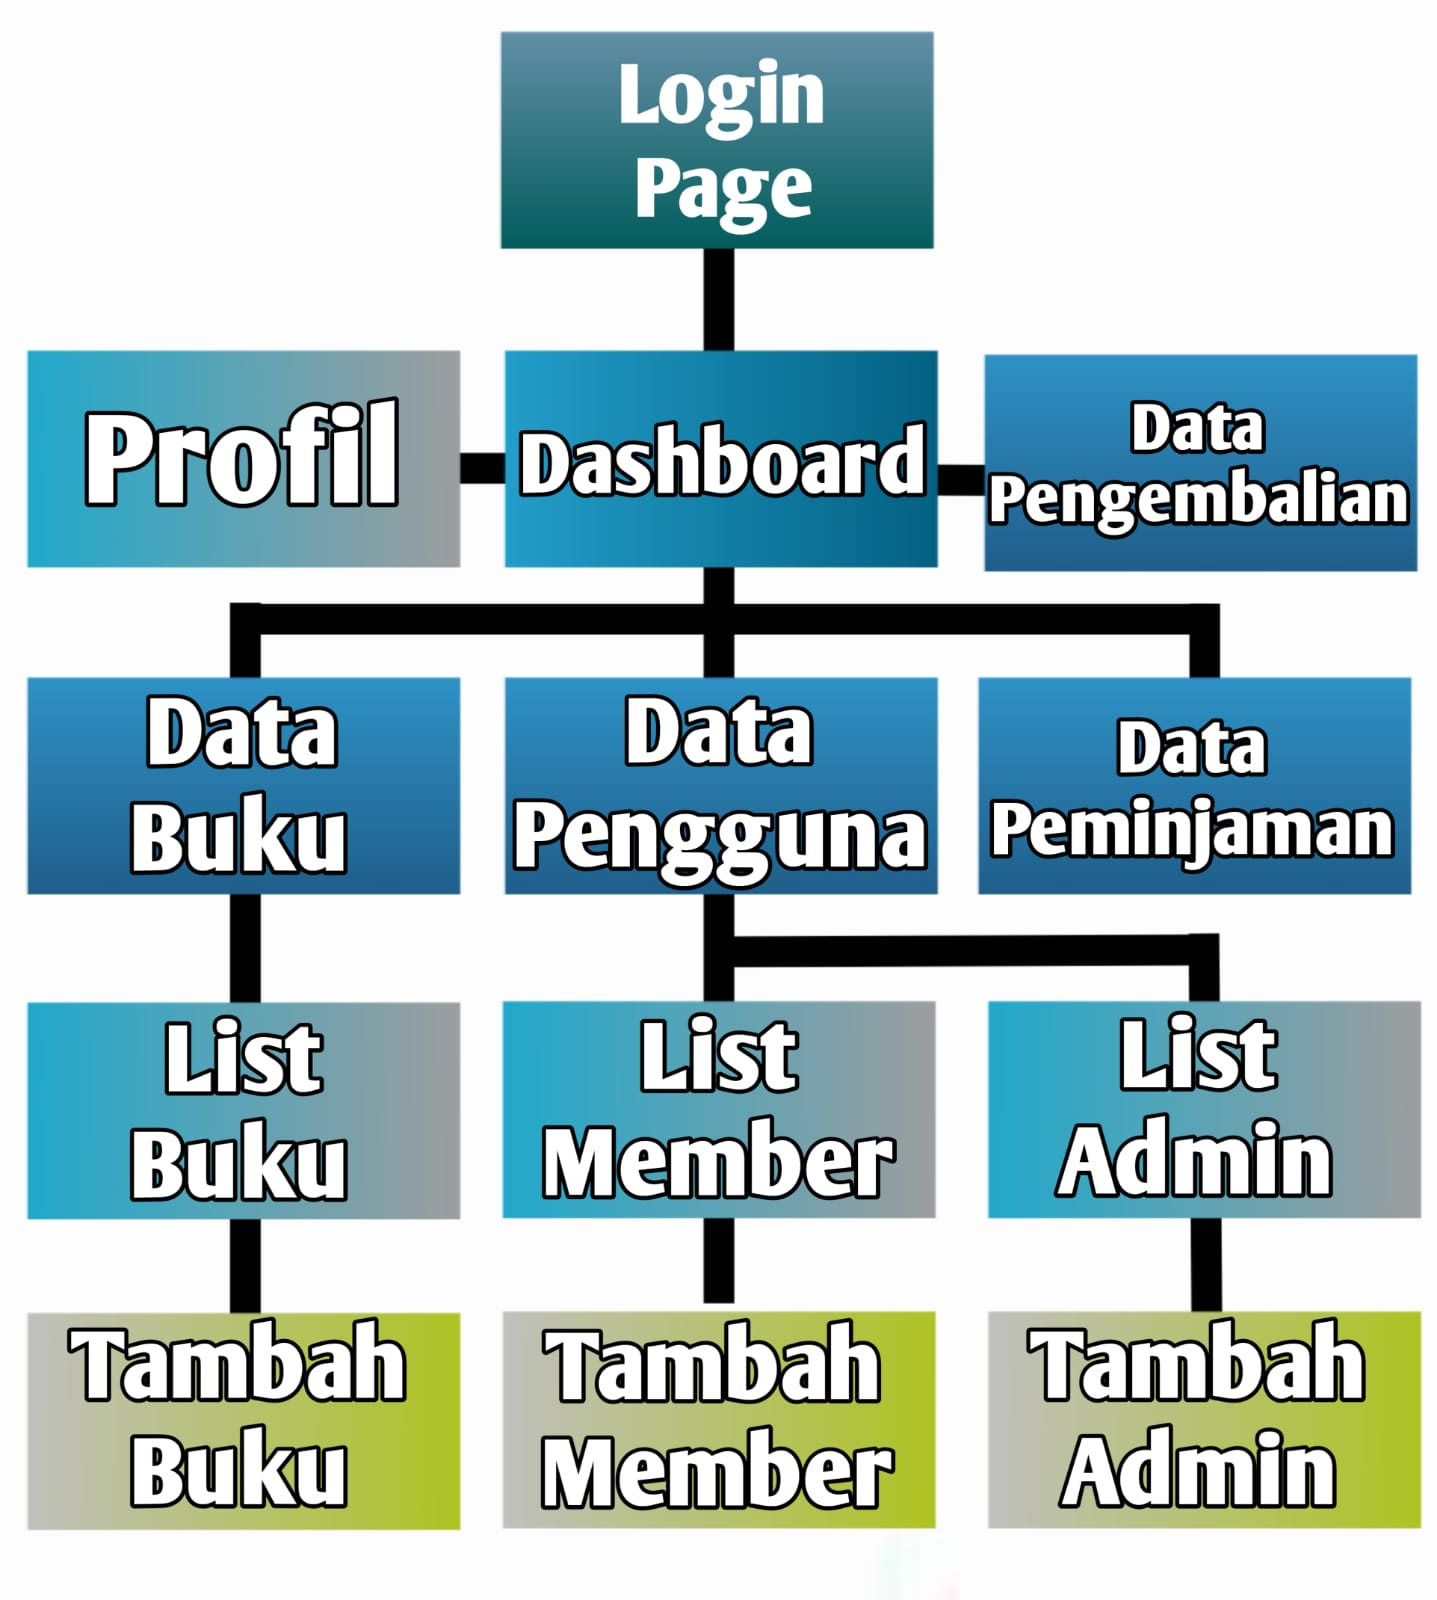 Login
Page
Profil
Dashboard
Data
Pengembalian
Data
Buku
Data
Pengguna
Data
Peminjaman
List
Buku
List
Member
List
Admin
Tambah
Buku
Tambah
Member
Tambah
Admin